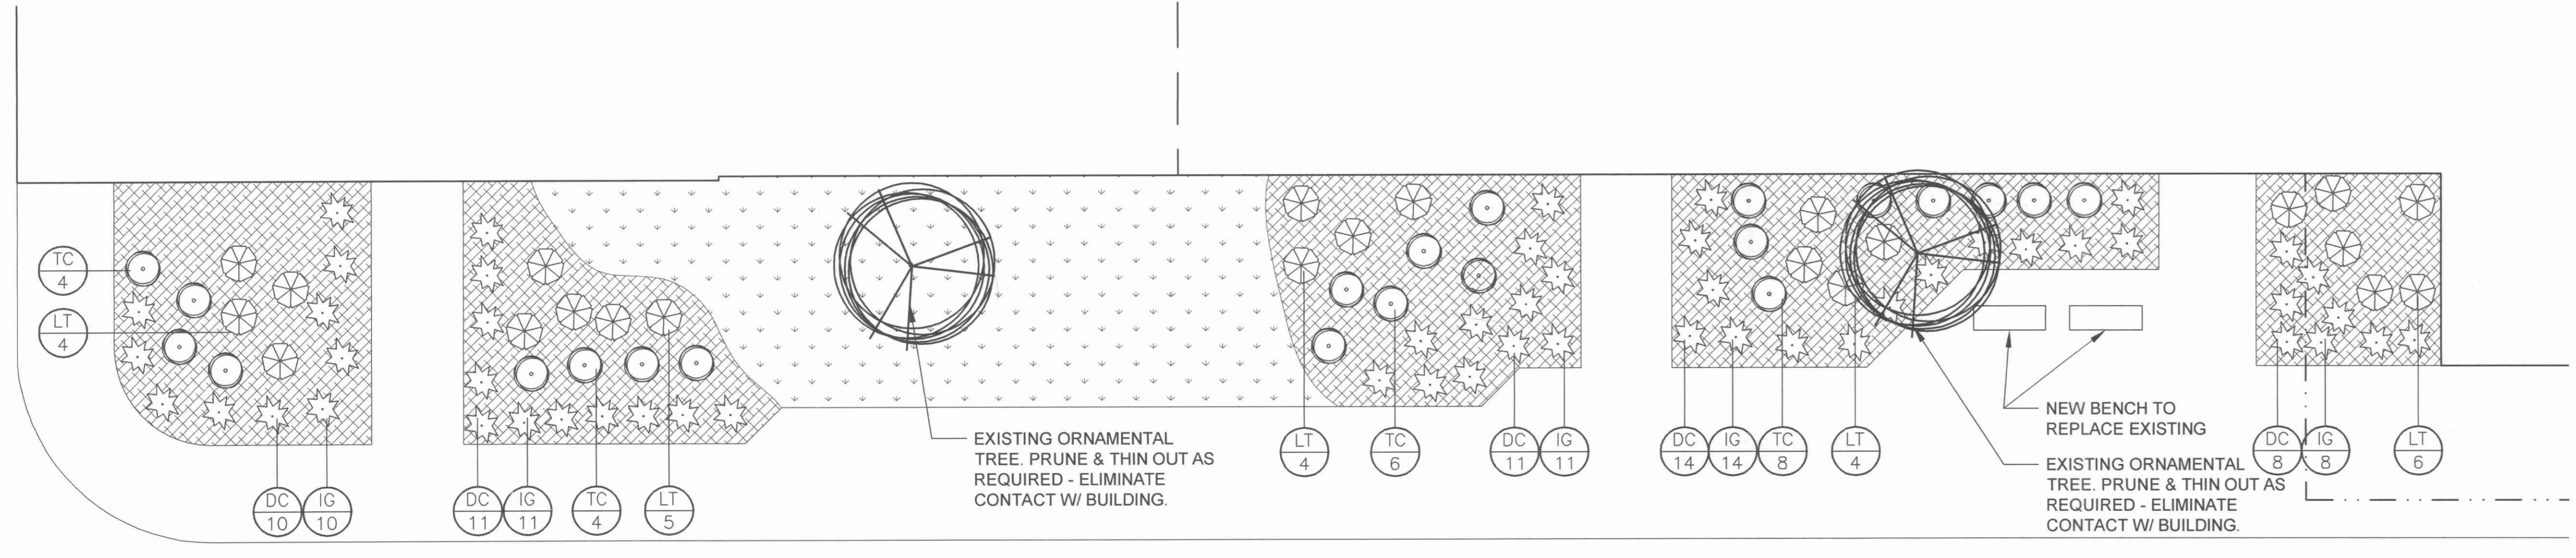 TC
4
LT
4
DC
10
IG
10
DC
11
IG
11
TC
4
LT
5
EXISTING ORNAMENTAL
TREE. PRUNE & THIN OUT AS
REQUIRED - ELIMINATE
CONTACT W/ BUILDING.
LT
4
TC
6
DC
11
IG
11
DC
14
IG
14
TC
8
LT
4
NEW BENCH TO
REPLACE EXISTING
EXISTING ORNAMENTAL
TREE. PRUNE & THIN OUT AS
REQUIRED - ELIMINATE
CONTACT W/ BUILDING.
DC
8
IG
8
LT
6